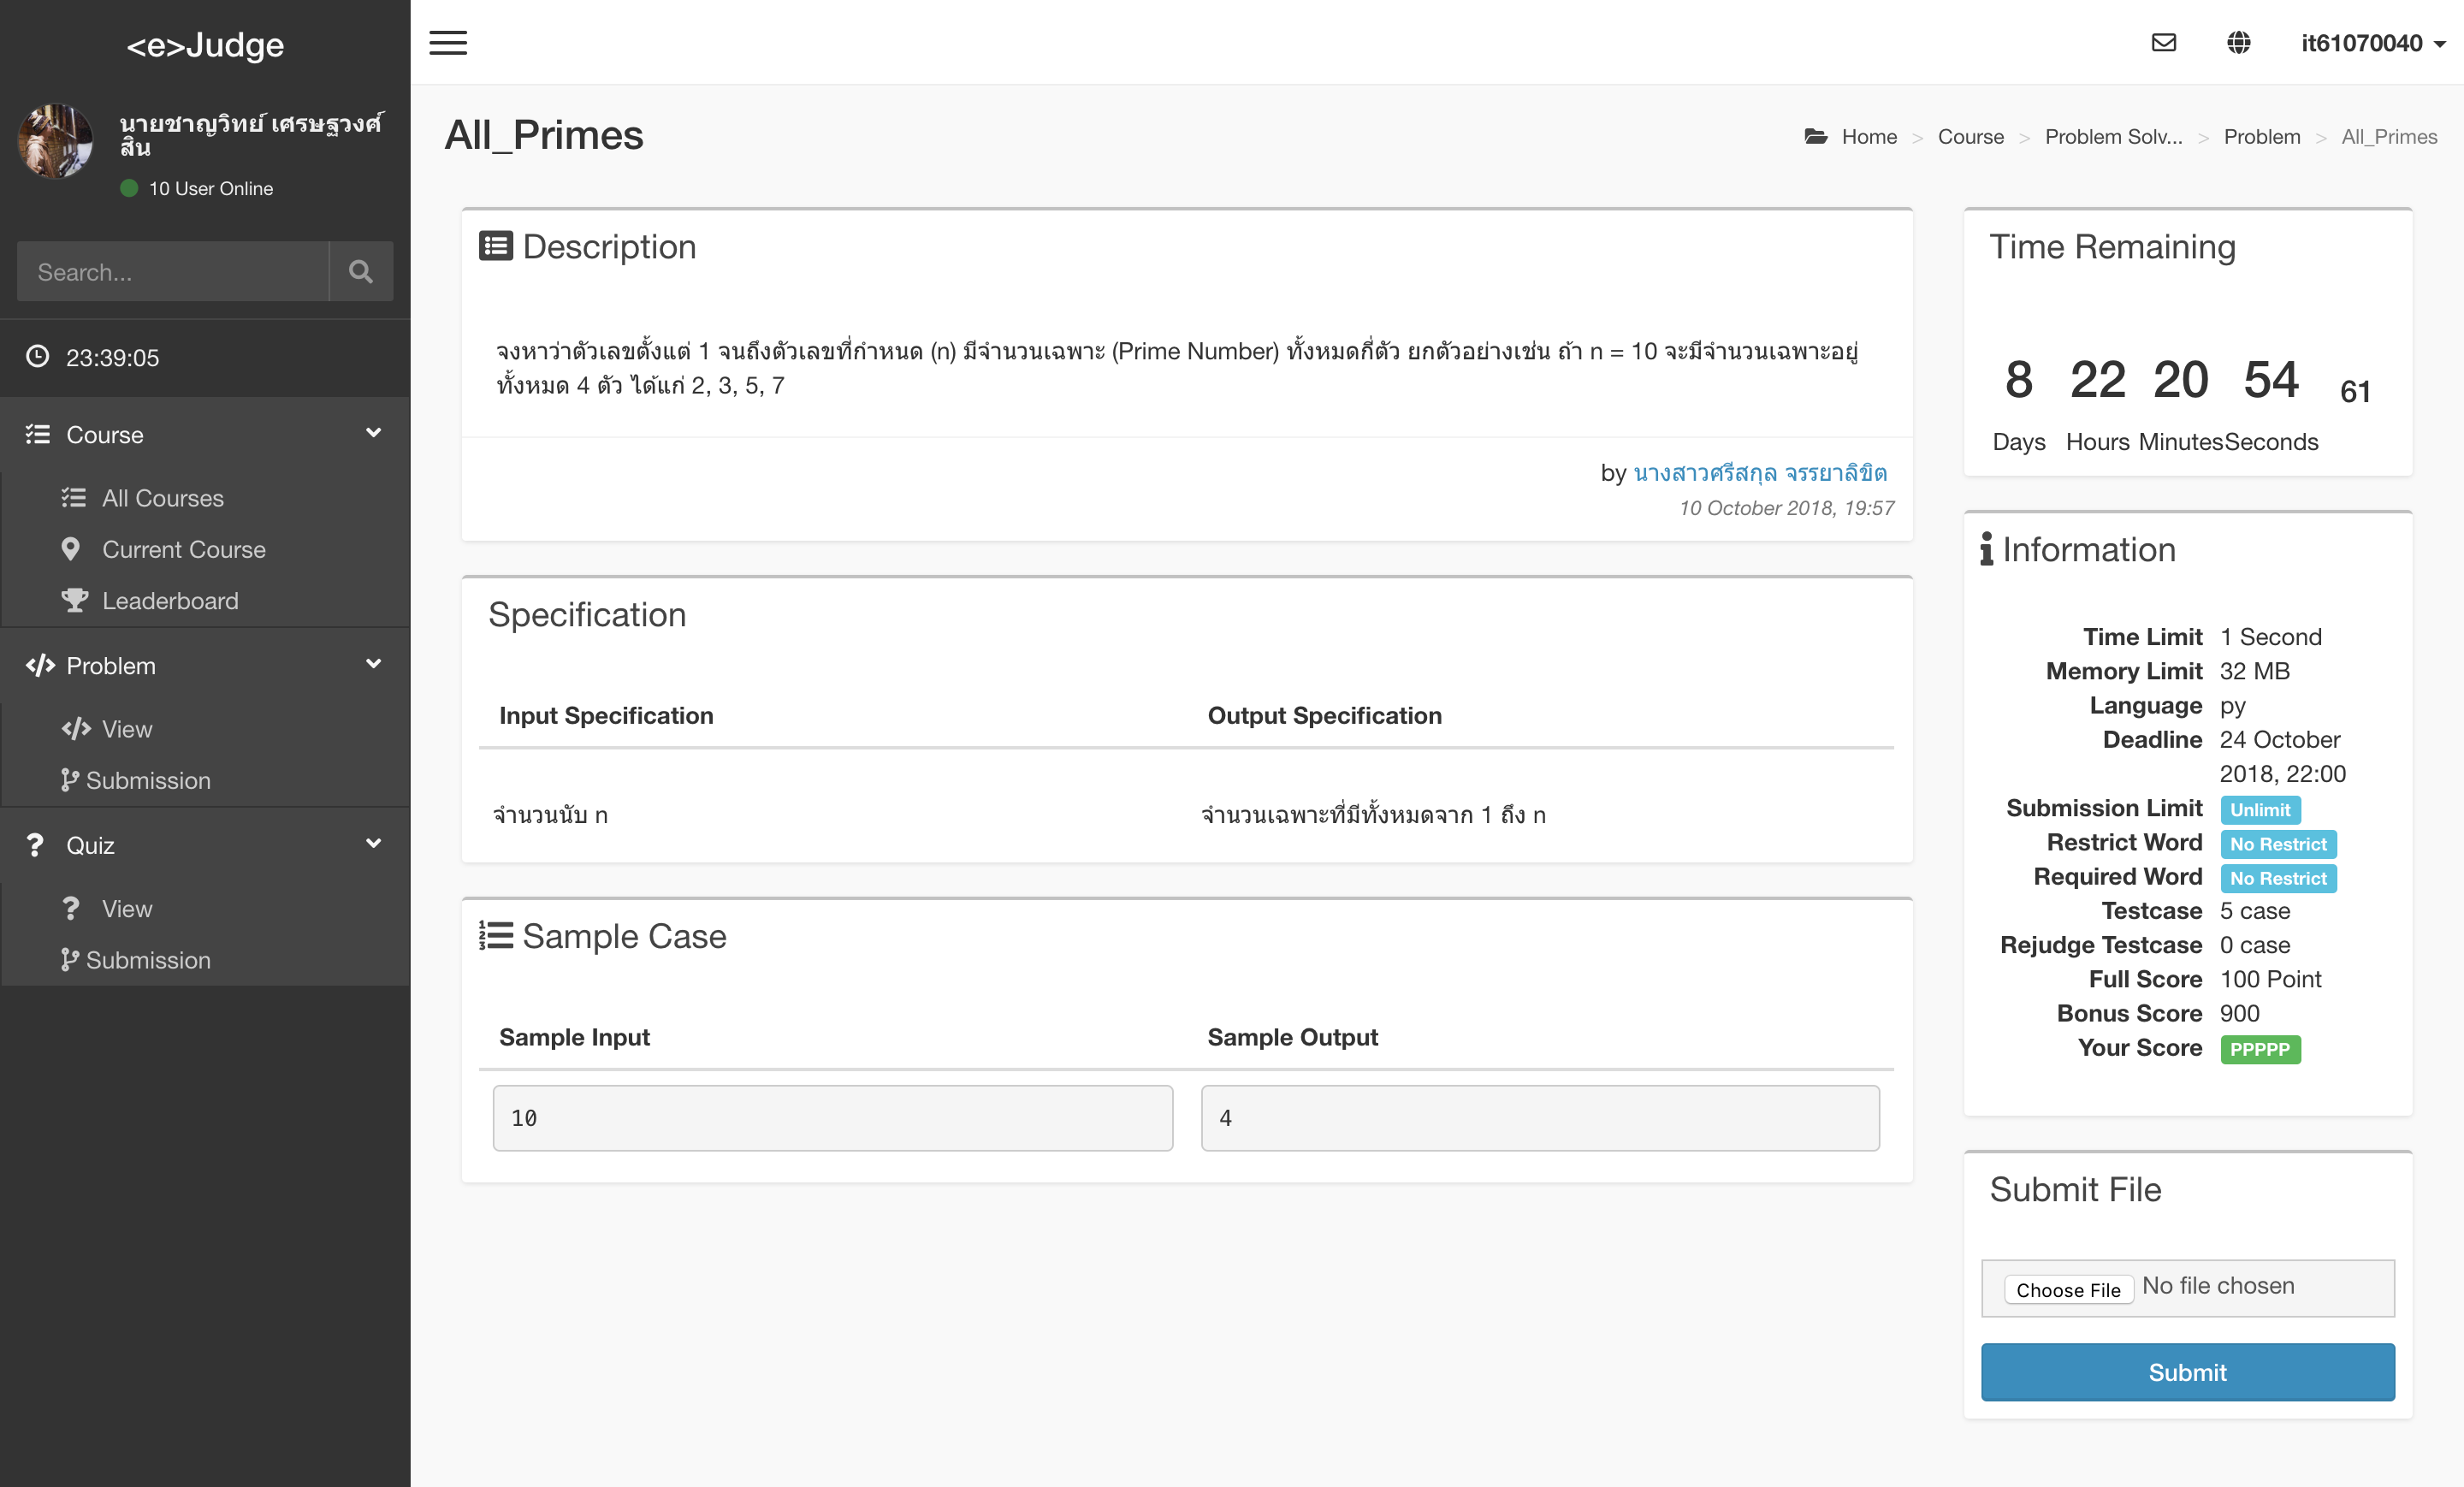 <e>Judge
นายชาญวิทย์ เศรษฐวงศ์
สิน
10 User Online
Search...
23:39:05
Course
All Courses
Current Course
Leaderboard
Problem
View
Submission
Quiz
View
Submission
it61070040
All_Primes
Home > Course > Problem Solv... > Problem > All_Primes
Description
จงหาว่าตัวเลขตั้งแต่ 1 จนถึงตัวเลขที่กำหนด (n) มีจำนวนเฉพาะ (Prime Number) ทั้งหมดกี่ตัว ยกตัวอย่างเช่น ถ้า n = 10 จะมีจำนวนเฉพาะอยู่
ทั้งหมด 4 ตัว ได้แก่ 2, 3, 5, 7
by นางสาวศรีสกุล จรรยาลิขิต
10 October 2018, 19:57
Specification
Input Specification Output Specification
จำนวนนับ n จำนวนเฉพาะที่มีทั้งหมดจาก 1 ถึง n
Sample Case
Sample Input Sample Output
10 4
Time Remaining
8 22 20 54 61
Days Hours Minutes Seconds
Information
Time Limit 1 Second
Memory Limit 32 MB
Language py
Deadline 24 October
2018, 22:00
Submission Limit Unlimit
Restrict Word No Restrict
Required Word No Restrict
Testcase 5 case
Rejudge Testcase 0 case
Full Score 100 Point
Bonus Score 900
Your Score PPPPP
Submit File
Choose File No file chosen
Submit